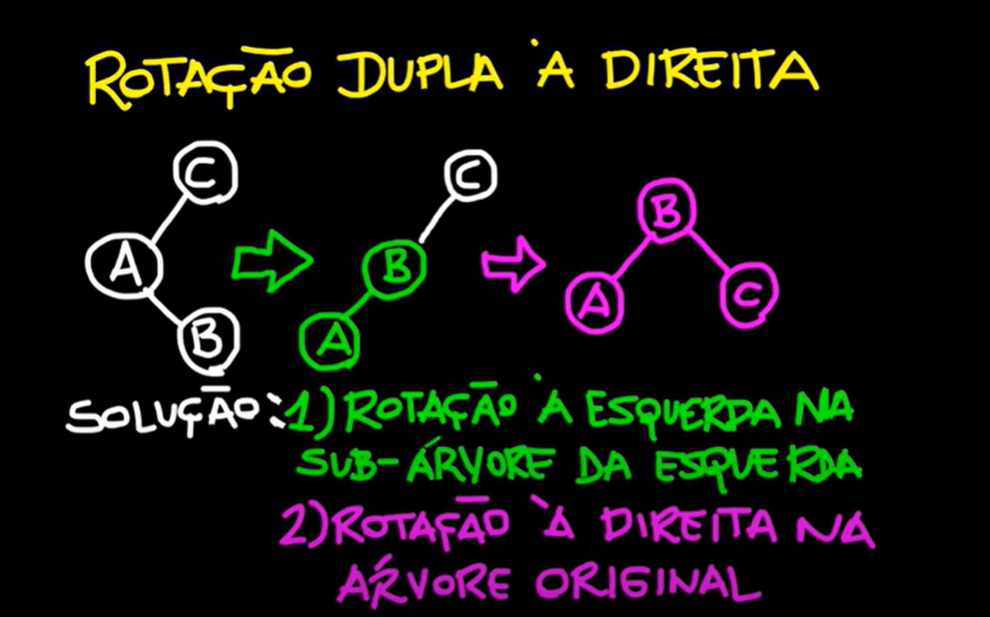 ROTAÇÃO DUPLA À DIREITA
C
A
B
C
B
A
B
A
C
SOLUÇÃO: 1) ROTAÇÃO À ESQUERDA NA
SUB-ÁRVORE DA ESQUERDA
2) ROTAÇÃO À DIREITA NA
ÁRVORE ORIGINAL